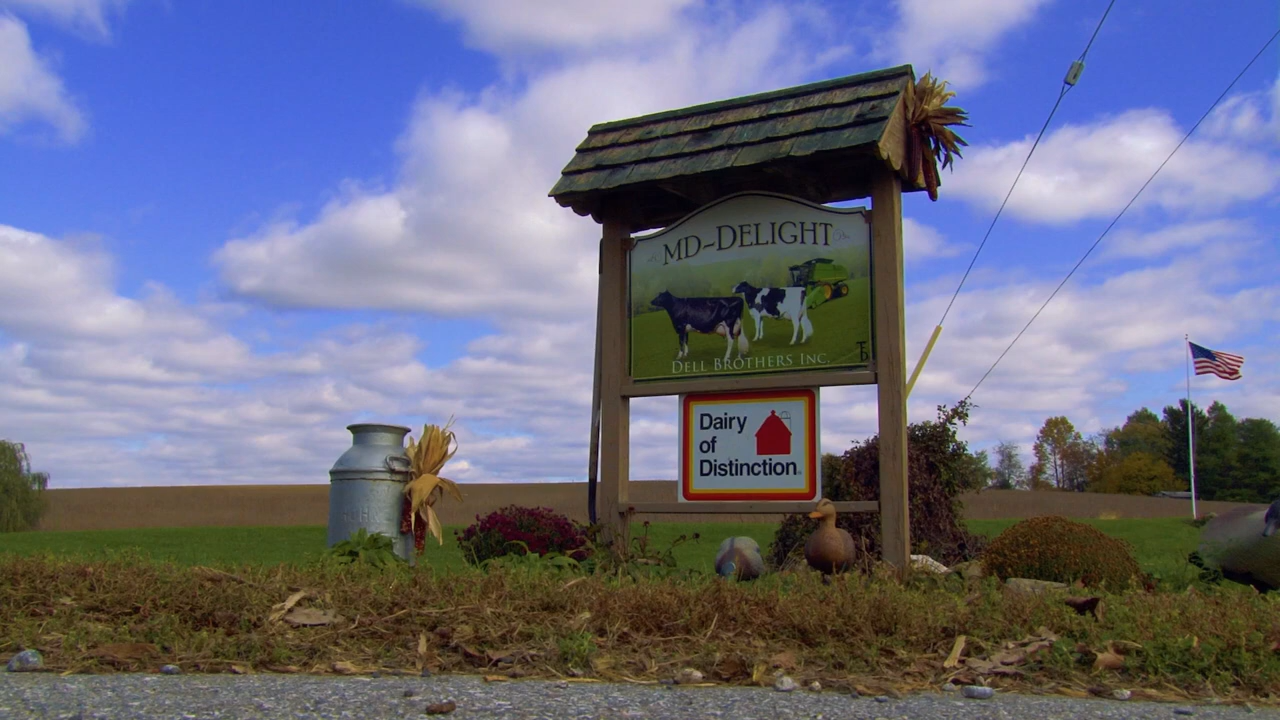 MD~DELIGHT
DELL BROTHERS INC.
Dairy
of
Distinction